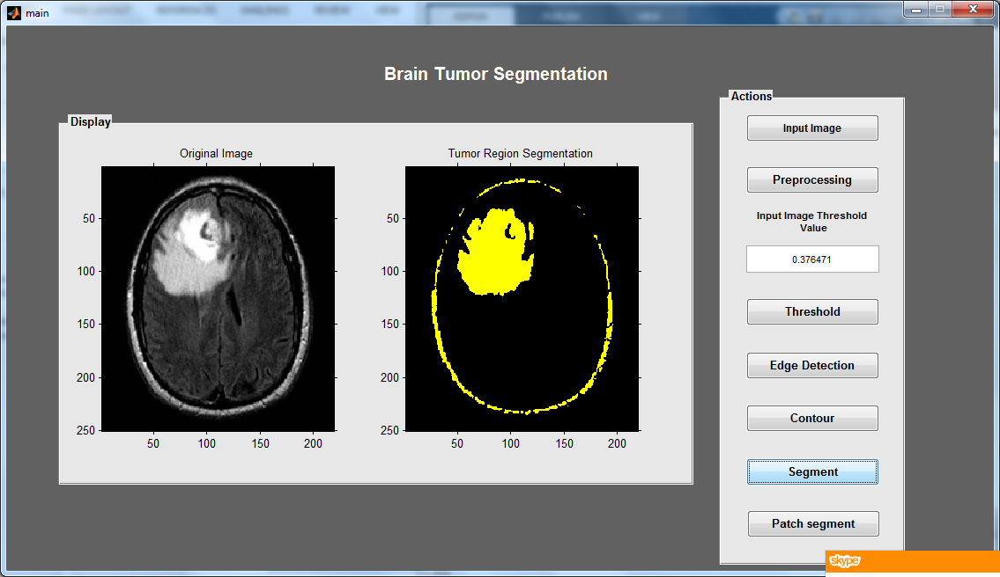 main
Brain Tumor Segmentation
Display
Original Image
50
100
150
200
250
50
100
150
200
Tumor Region Segmentation
50
100
150
200
250
50
100
150
200
Actions
Input Image
Preprocessing
Input Image Threshold
Value
0.376471
Threshold
Edge Detection
Contour
Segment
Patch segment
skype